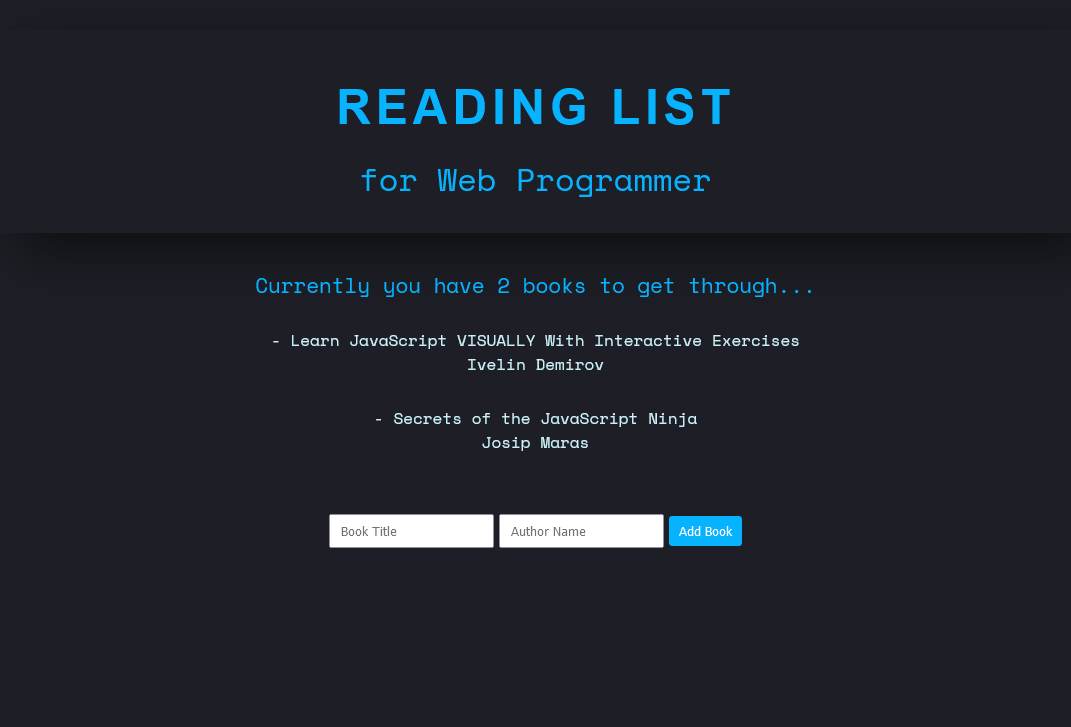 READING LIST
for Web Programmer
Currently you have 2 books to get through...
- Learn JavaScript VISUALLY With Interactive Exercises
Ivelin Demirov
- Secrets of the JavaScript Ninja
Josip Maras
Book Title Author Name Add Book